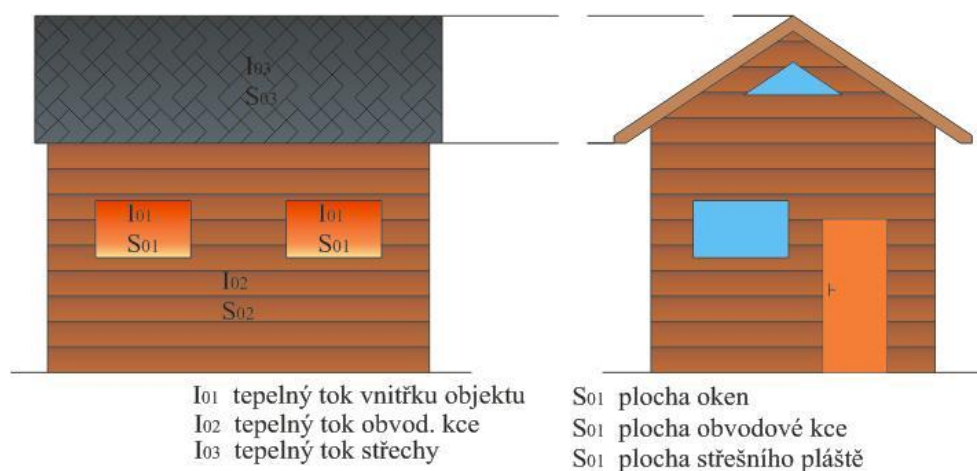 I03
S03
I01 I01
S01 S01
I02
S02
I01 tepelný tok vnitřku objektu
I02 tepelný tok obvod. kce
I03 tepelný tok střechy
S01 plocha oken
S01 plocha obvodové kce
S01 plocha střešního pláště